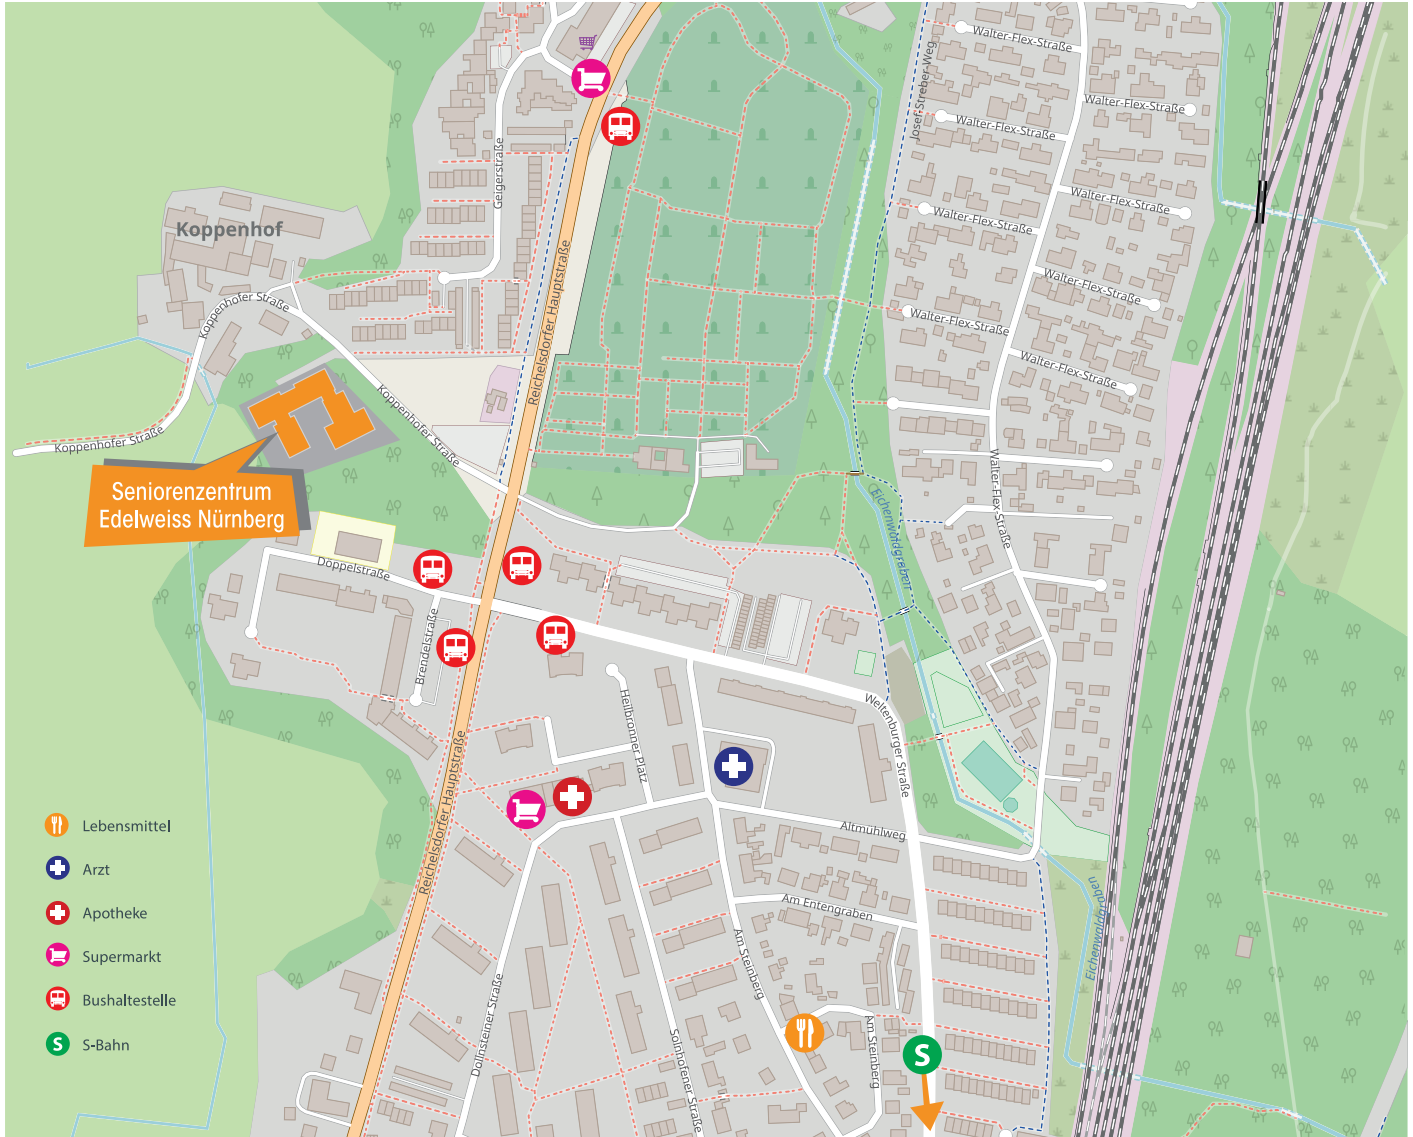 Walter-Flex-Straße
Josef-Streber-Weg
Walter-Flex-Straße
Walter-Flex-Straße
Geigerstraße
Walter-Flex-Straße
Walter-Flex-Straße
Koppenhof
Reichelsdorfer Hauptstraße
Walter-Flex-Straße
Koppenhofer Straße
Walter-Flex-Straße
Walter-Flex-Straße
Koppenhofer Straße
Koppenhofer Straße
Walter-Flex-Straße
Seniorenzentrum
Edelweiss Nürnberg
Eichenwaldgraben
Döppelstraße
Brendelstraße
Heilbronner Platz
Weltenburger Straße
Reichelsdorfer Hauptstraße
Altmühlweg
Lebensmittel
Arzt
Apotheke
Supermarkt
Bushaltestelle
S
S-Bahn
Am Entengraben
Eichenwaldgraben
Am Steinberg
Dollnsteiner Straße
Solnhofener Straße
Am Steinberg
S